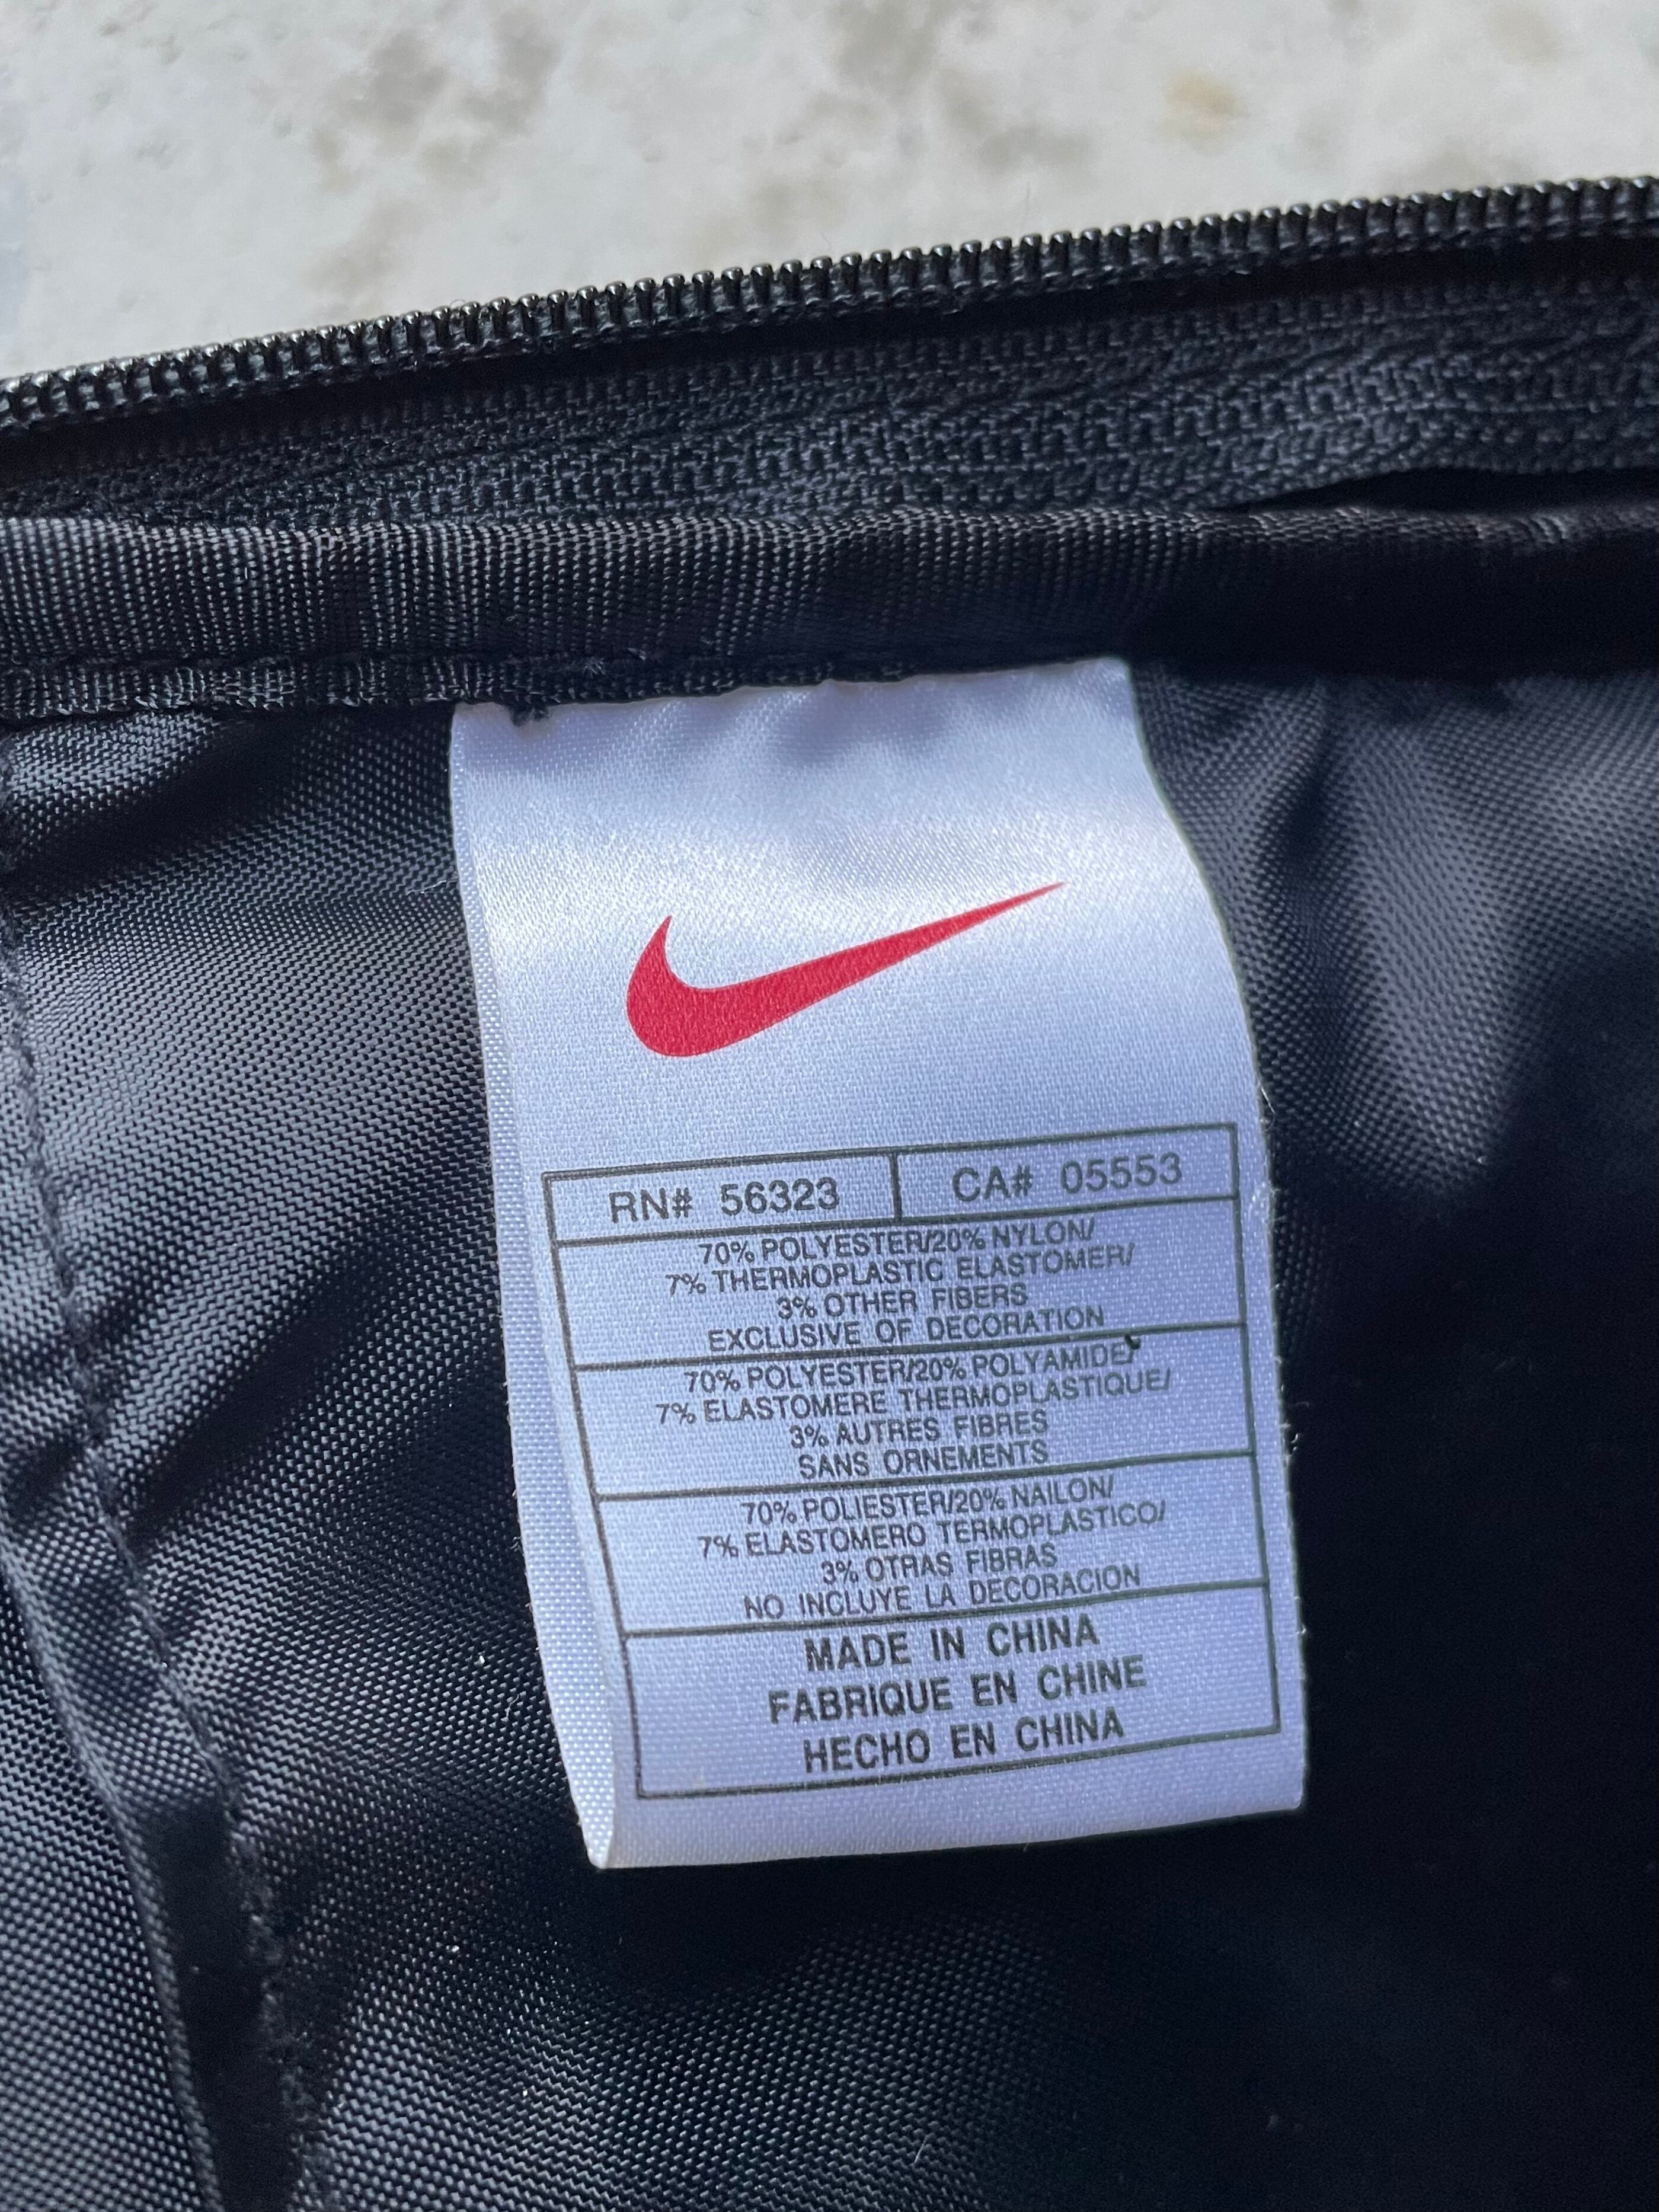 RN# 56323 CA# 05553
70% POLYESTER/20% NYLON/
7% THERMOPLASTIC ELASTOMER/
3% OTHER FIBERS
EXCLUSIVE OF DECORATION
70% POLYESTER/20% POLYAMIDE/
7% ELASTOMERE THERMOPLASTIQUE/
3% AUTRES FIBRES
SANS ORNEMENTS
70% POLIESTER/20% NAILON/
7% ELASTOMERO TERMOPLASTICO/
3% OTRAS FIBRAS
NO INCLUYE LA DECORACION
MADE IN CHINA
FABRIQUE EN CHINE
HECHO EN CHINA